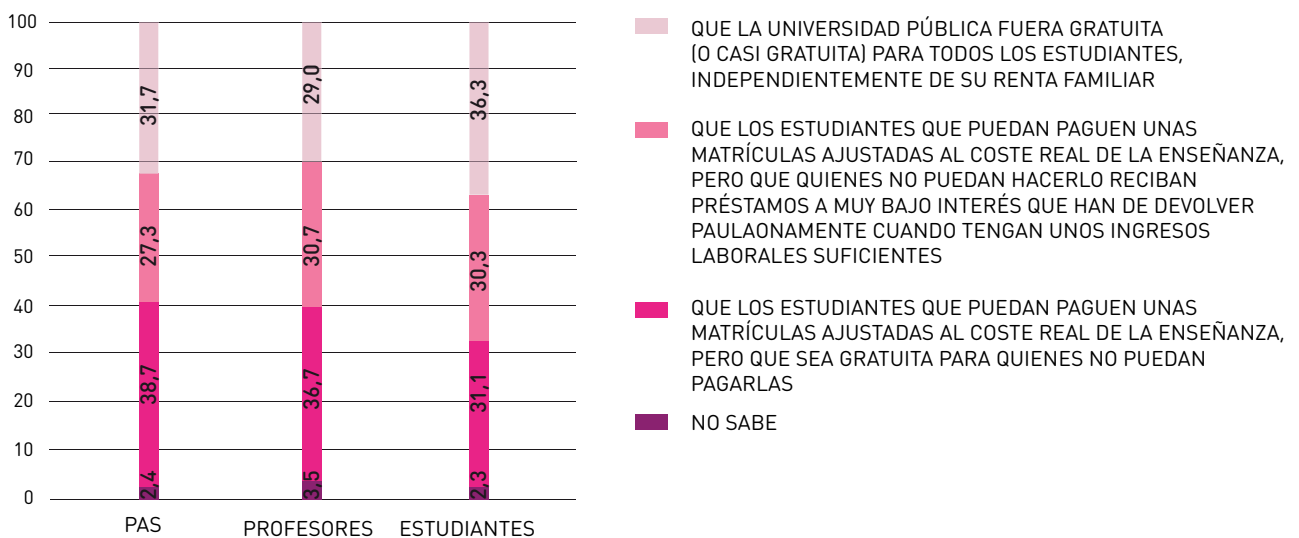 100
90
80
70
60
50
40
30
20
10
0
31,7
27,3
38,7
2,4
29,0
30,7
36,7
3,5
36,3
30,3
31,1
2,3
PAS
PROFESORES
ESTUDIANTES
QUE LA UNIVERSIDAD PÚBLICA FUERA GRATUITA
(O CASI GRATUITA) PARA TODOS LOS ESTUDIANTES,
INDEPENDIENTEMENTE DE SU RENTA FAMILIAR
QUE LOS ESTUDIANTES QUE PUEDAN PAGUEN UNAS
MATRÍCULAS AJUSTADAS AL COSTE REAL DE LA ENSEÑANZA,
PERO QUE QUIENES NO PUEDAN HACERLO RECIBAN
PRÉSTAMOS A MUY BAJO INTERÉS QUE HAN DE DEVOLVER
PAULAONAMENTE CUANDO TENGAN UNOS INGRESOS
LABORALES SUFICIENTES
QUE LOS ESTUDIANTES QUE PUEDAN PAGUEN UNAS
MATRÍCULAS AJUSTADAS AL COSTE REAL DE LA ENSEÑANZA,
PERO QUE SEA GRATUITA PARA QUIENES NO PUEDAN
PAGARLAS
NO SABE